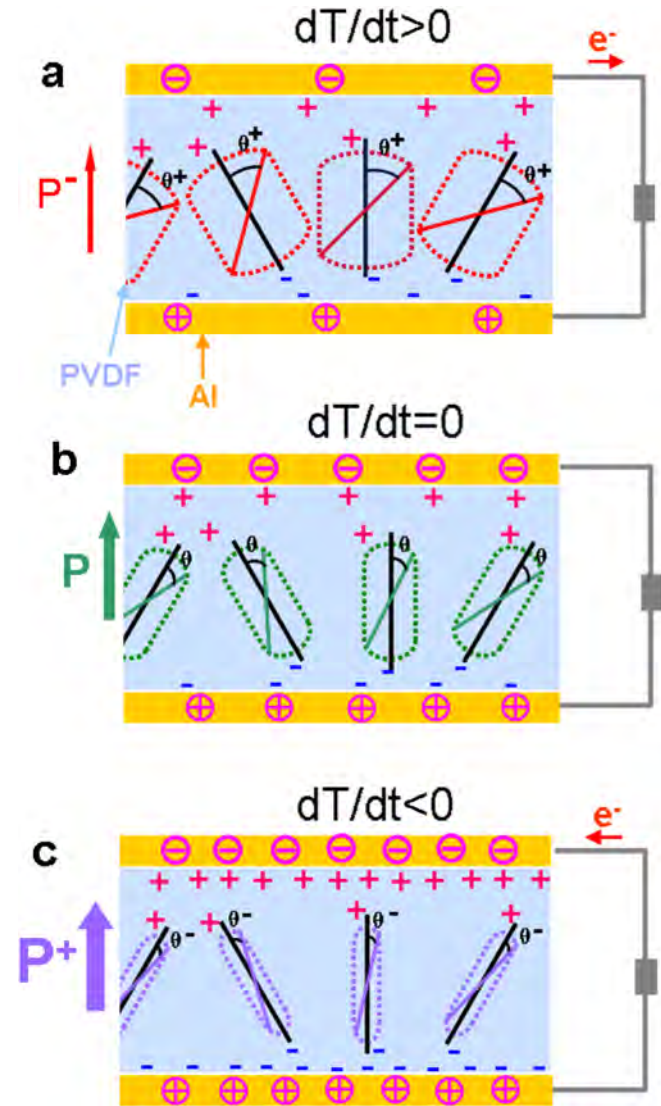 dT/dt>0
a
e-
θ+ θ+ θ+ θ+
P-
PVDF
Al
dT/dt=0
b
θ θ θ θ
P
dT/dt<0
c
e-
θ- θ- θ- θ-
P+